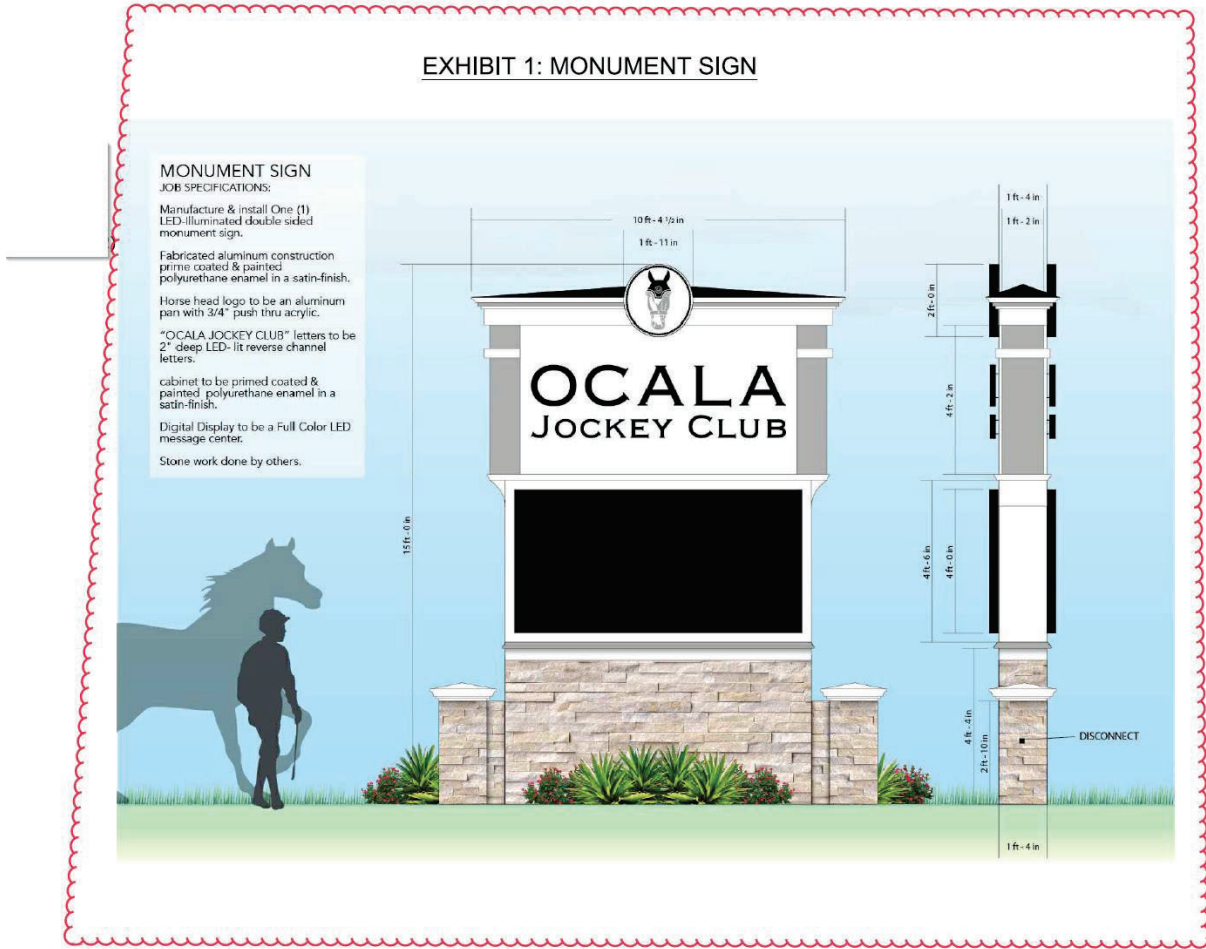 EXHIBIT 1: MONUMENT SIGN
MONUMENT SIGN
JOB SPECIFICATIONS:
Manufacture & install One (1)
LED-Illuminated double sided
monument sign.
Fabricated aluminum construction
prime coated & painted
polyurethane enamel in a satin-finish.
Horse head logo to be an aluminum
pan with 3/4" push thru acrylic.
"OCALA JOCKEY CLUB" letters to be
2" deep LED- lit reverse channel
letters.
cabinet to be primed coated &
painted polyurethane enamel in a
satin-finish.
Digital Display to be a Full Color LED
message center.
Stone work done by others.
10 ft - 4 1/2 in
1 ft - 11 in
15 ft - 0 in
OCALA
JOCKEY CLUB
1 ft - 4 in
1 ft - 2 in
2 ft - 0 in
4 ft - 2 in
4 ft - 6 in
4 ft - 0 in
4 ft - 4 in
2 ft - 10 in
DISCONNECT
1 ft - 4 in